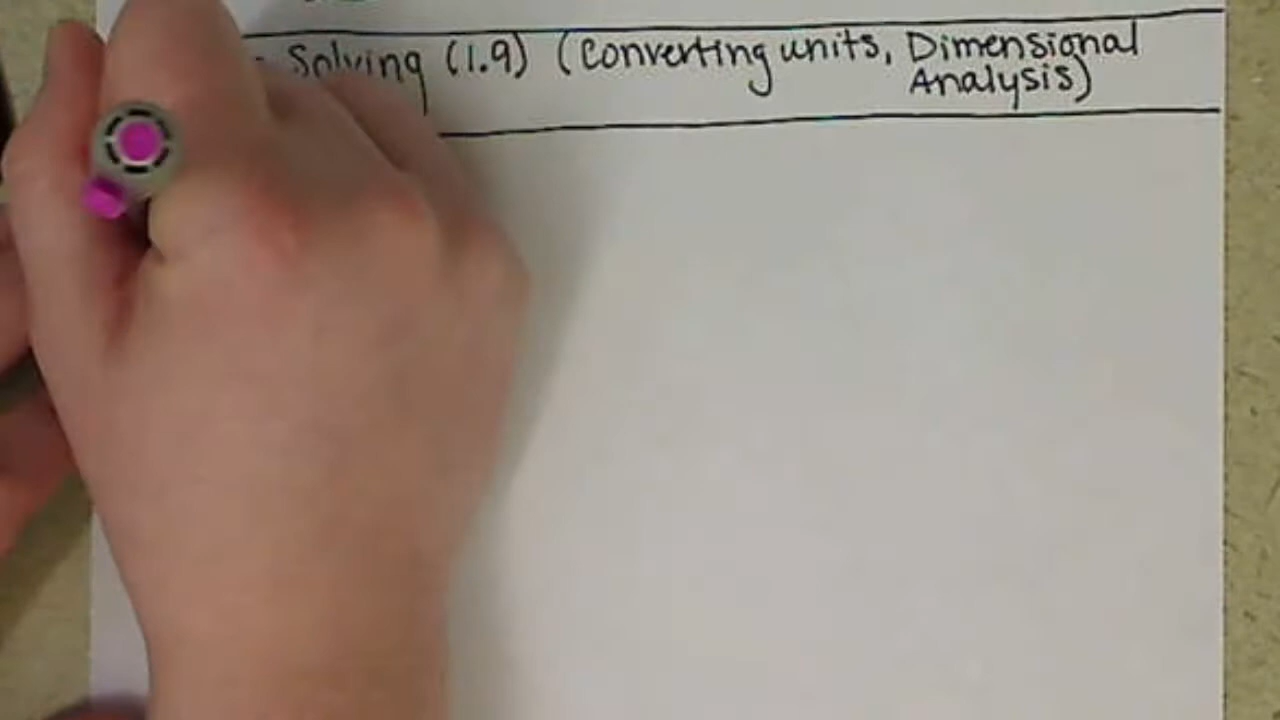 Solving (1.9) (Converting units, Dimensional
Analysis)